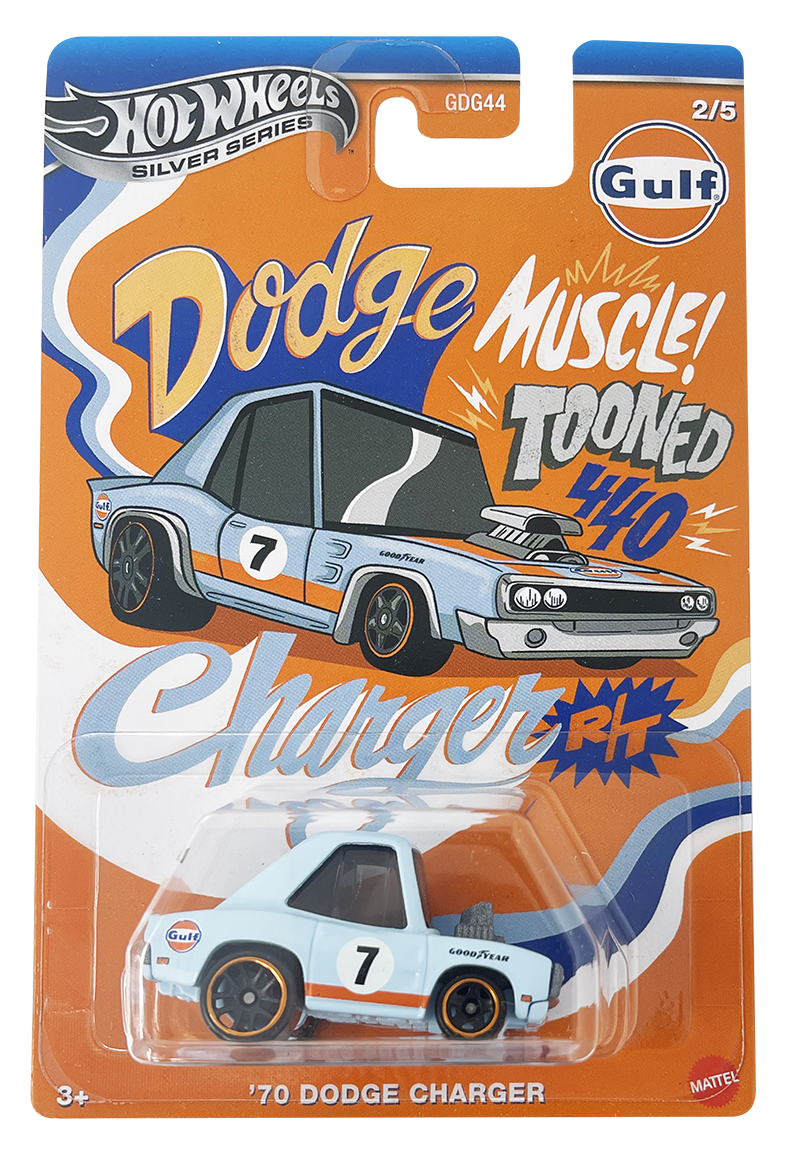 HOT WHEELS
SILVER SERIES
™
GDG44
2/5
Gulf®
Dodge
MUSCLE!
TOONED
440
Gulf
7
GOODYEAR
Gulf
Charger R/T
Gulf
7
GOODYEAR
3+
'70 DODGE CHARGER
MATTEL